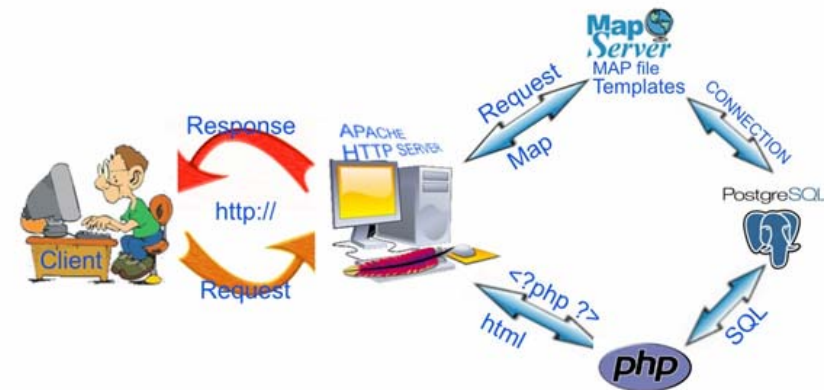 Map
Server
MAP file
Templates
Request
Map
CONNECTION
Response
APACHE
HTTP SERVER
http://
PostgreSQL
Client
Request
<?php ?>
html
SQL
php